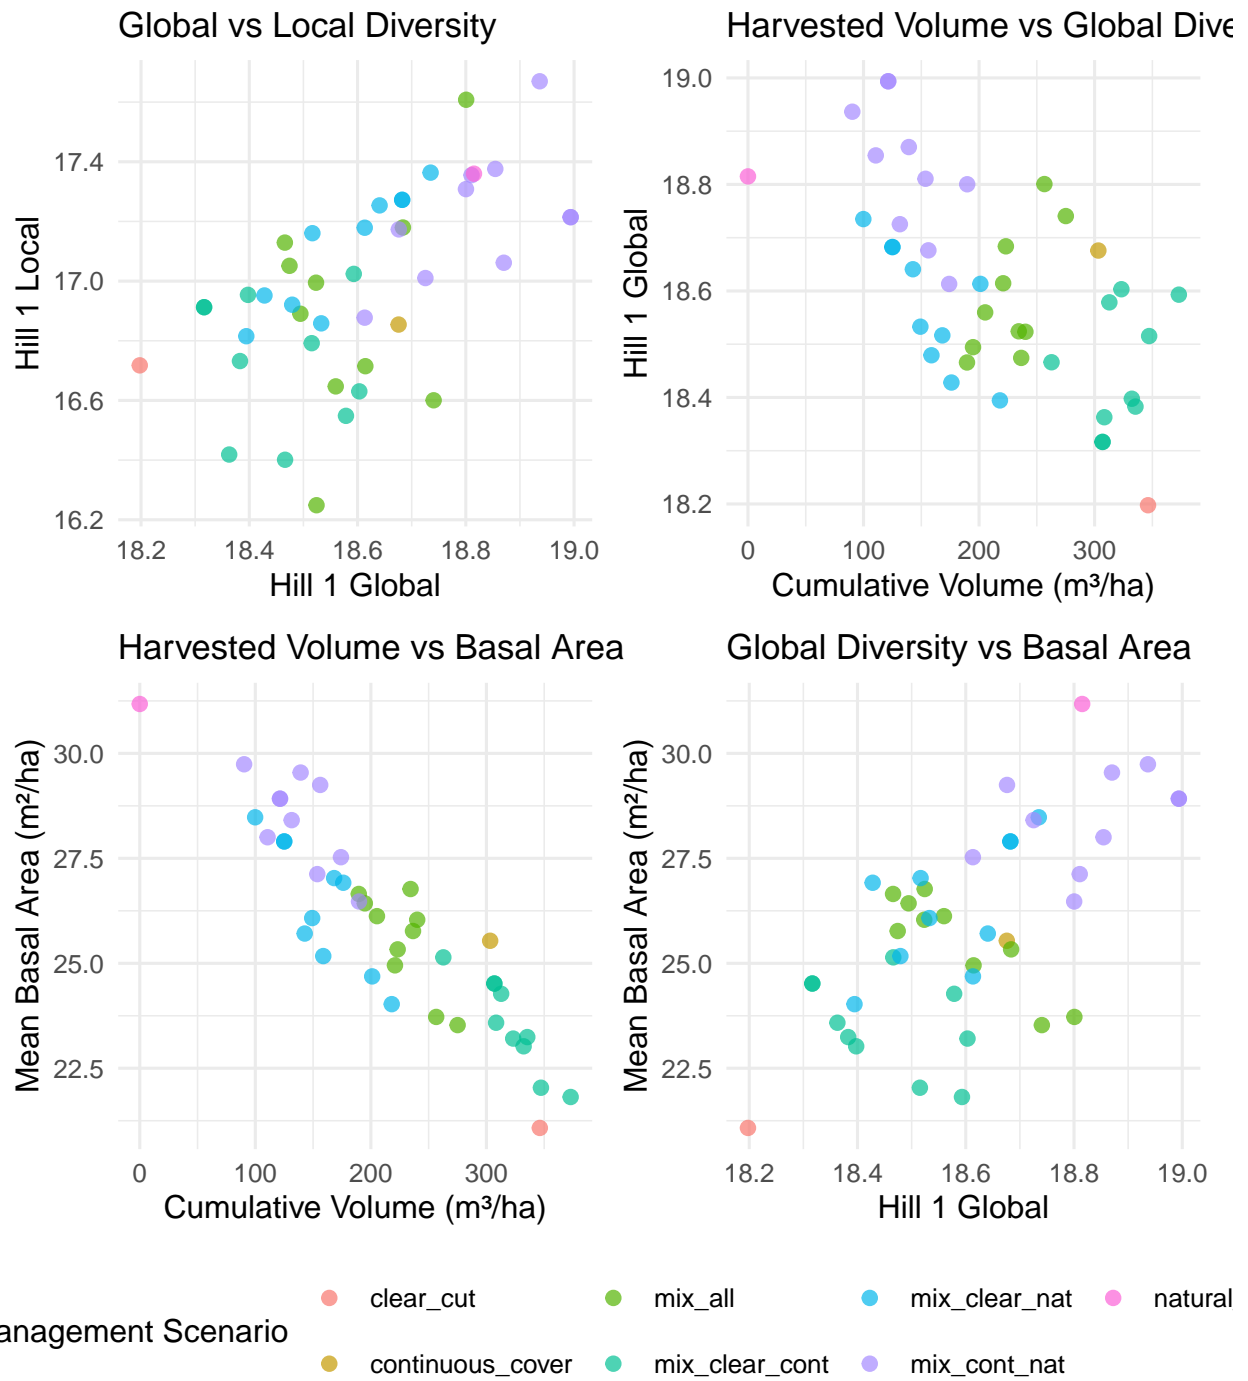 Global vs Local Diversity
Hill 1 Local
17.4
17.0
16.6
16.2
18.2 18.4 18.6 18.8 19.0
Hill 1 Global
Harvested Volume vs Global Dive
Hill 1 Global
19.0
18.8
18.6
18.4
18.2
0 100 200 300
Cumulative Volume (m³/ha)
Harvested Volume vs Basal Area
Mean Basal Area (m²/ha)
30.0
27.5
25.0
22.5
0 100 200 300
Cumulative Volume (m³/ha)
Global Diversity vs Basal Area
Mean Basal Area (m²/ha)
30.0
27.5
25.0
22.5
18.2 18.4 18.6 18.8 19.0
Hill 1 Global
anagement Scenario
clear_cut mix_all mix_clear_nat natural_
continuous_cover mix_clear_cont mix_cont_nat